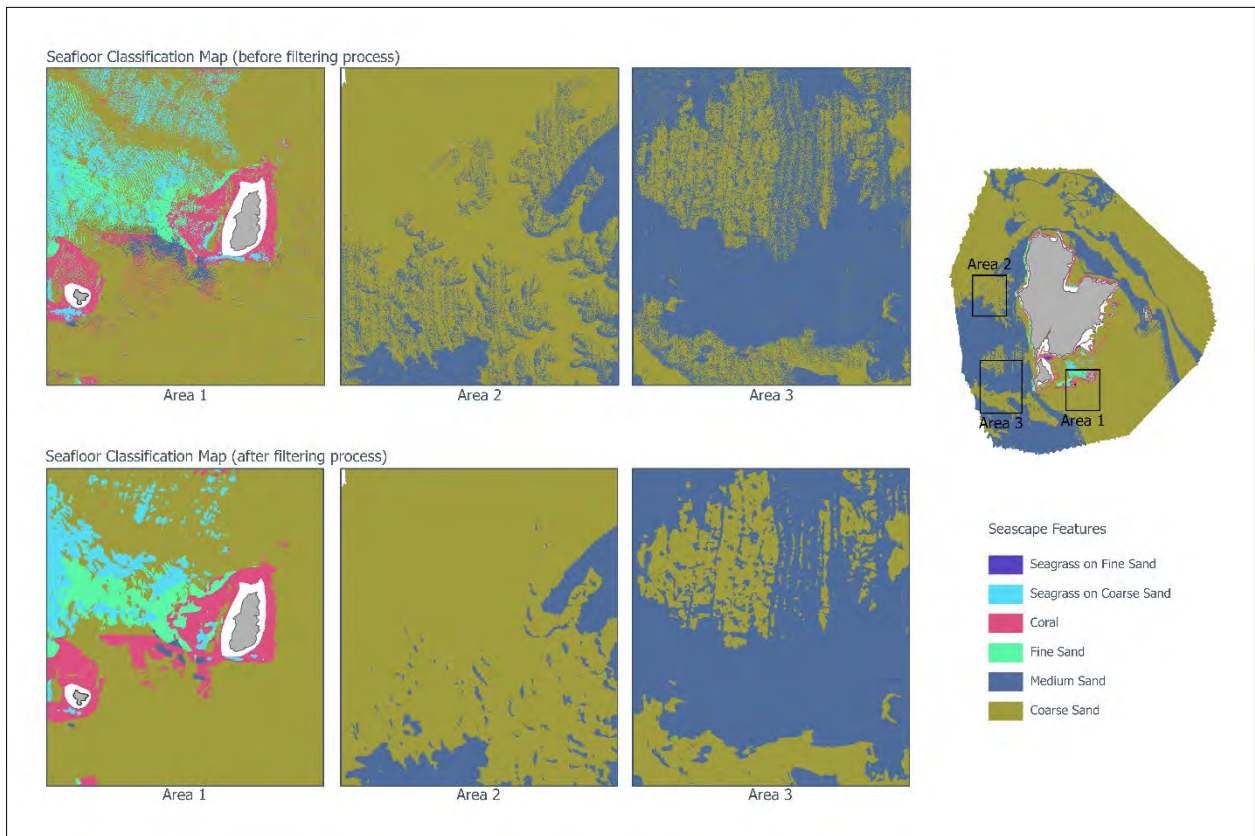 Seafloor Classification Map (before filtering process)
Area 1
Area 2
Area 3
Seafloor Classification Map (after filtering process)
Area 1
Area 2
Area 3
Area 2
Area 3
Area 1
Seascape Features
Seagrass on Fine Sand
Seagrass on Coarse Sand
Coral
Fine Sand
Medium Sand
Coarse Sand